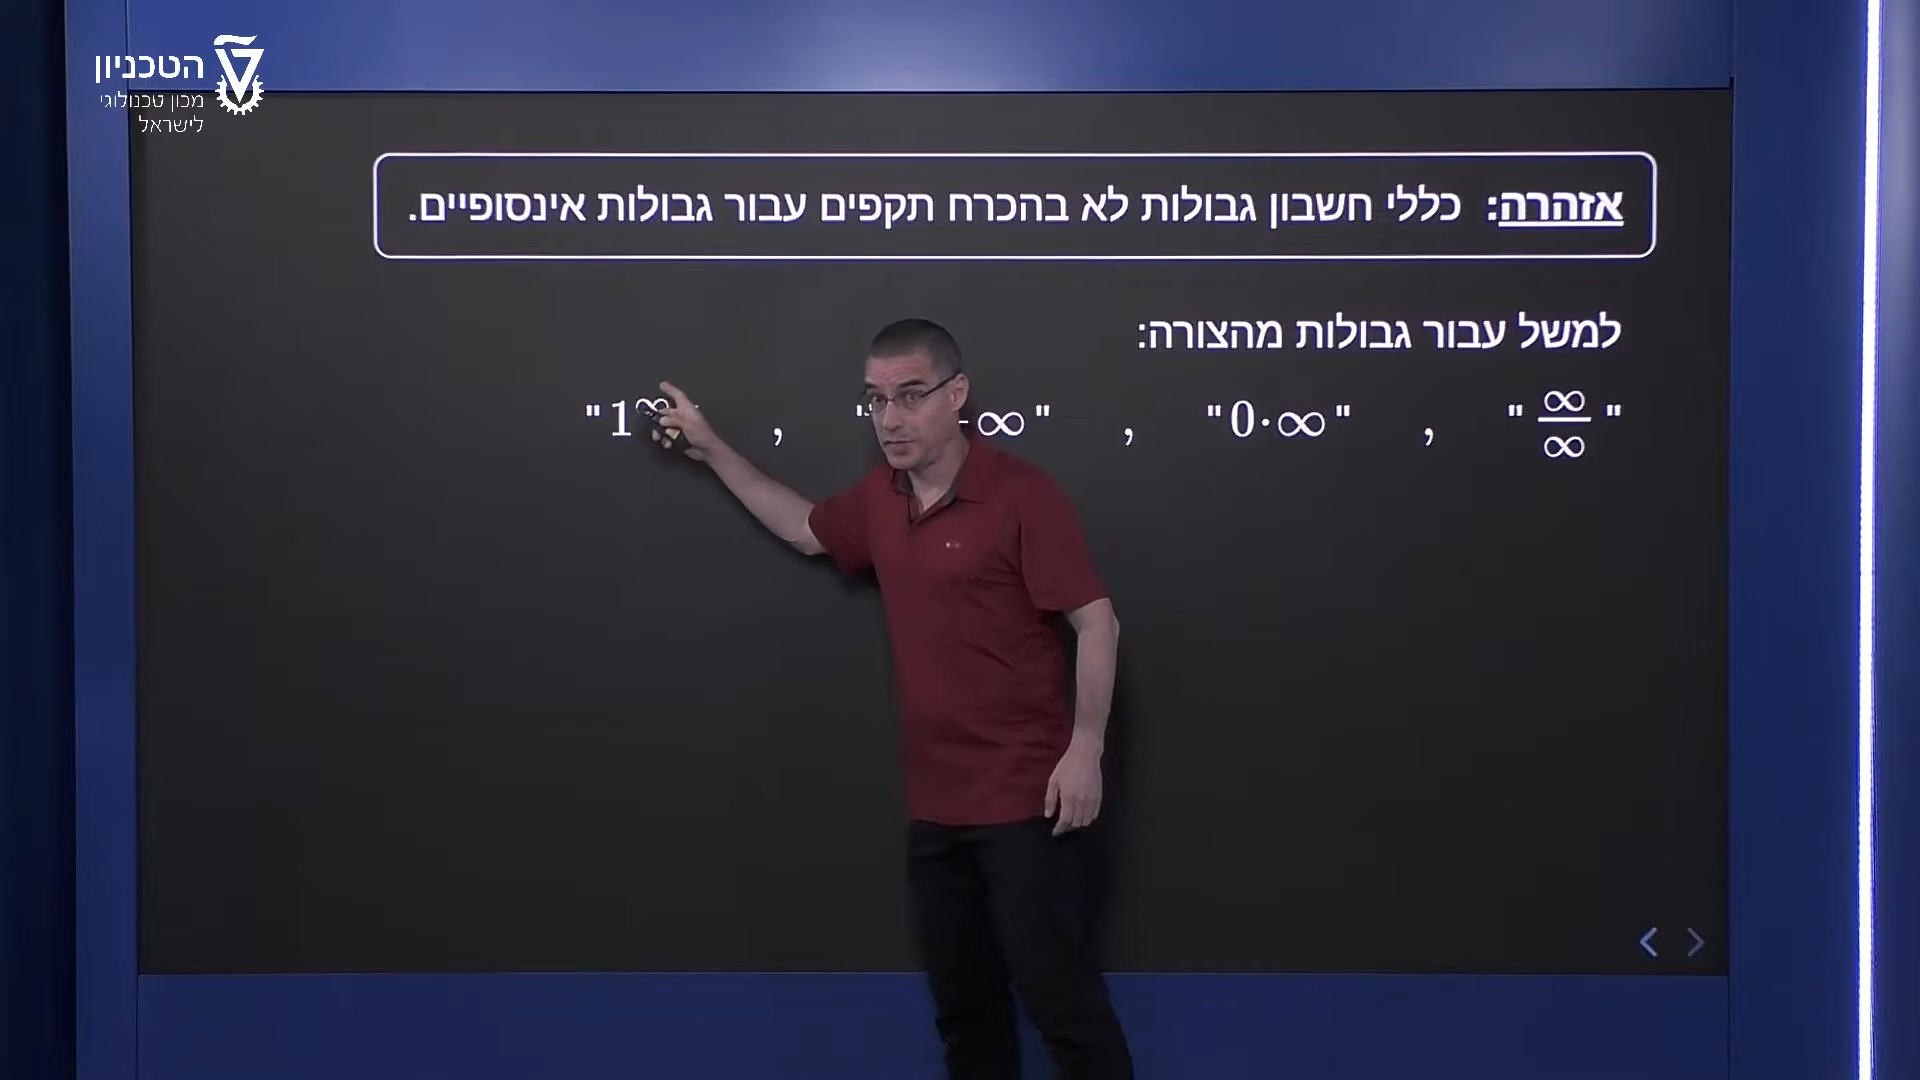 הטכניון
מכון טכנולוגי
לישראל
אזהרה: כללי חשבון גבולות לא בהכרח תקפים עבור גבולות אינסופיים.
למשל עבור גבולות מהצורה:
"∞/∞" , "0·∞" , -∞" , "1^∞"